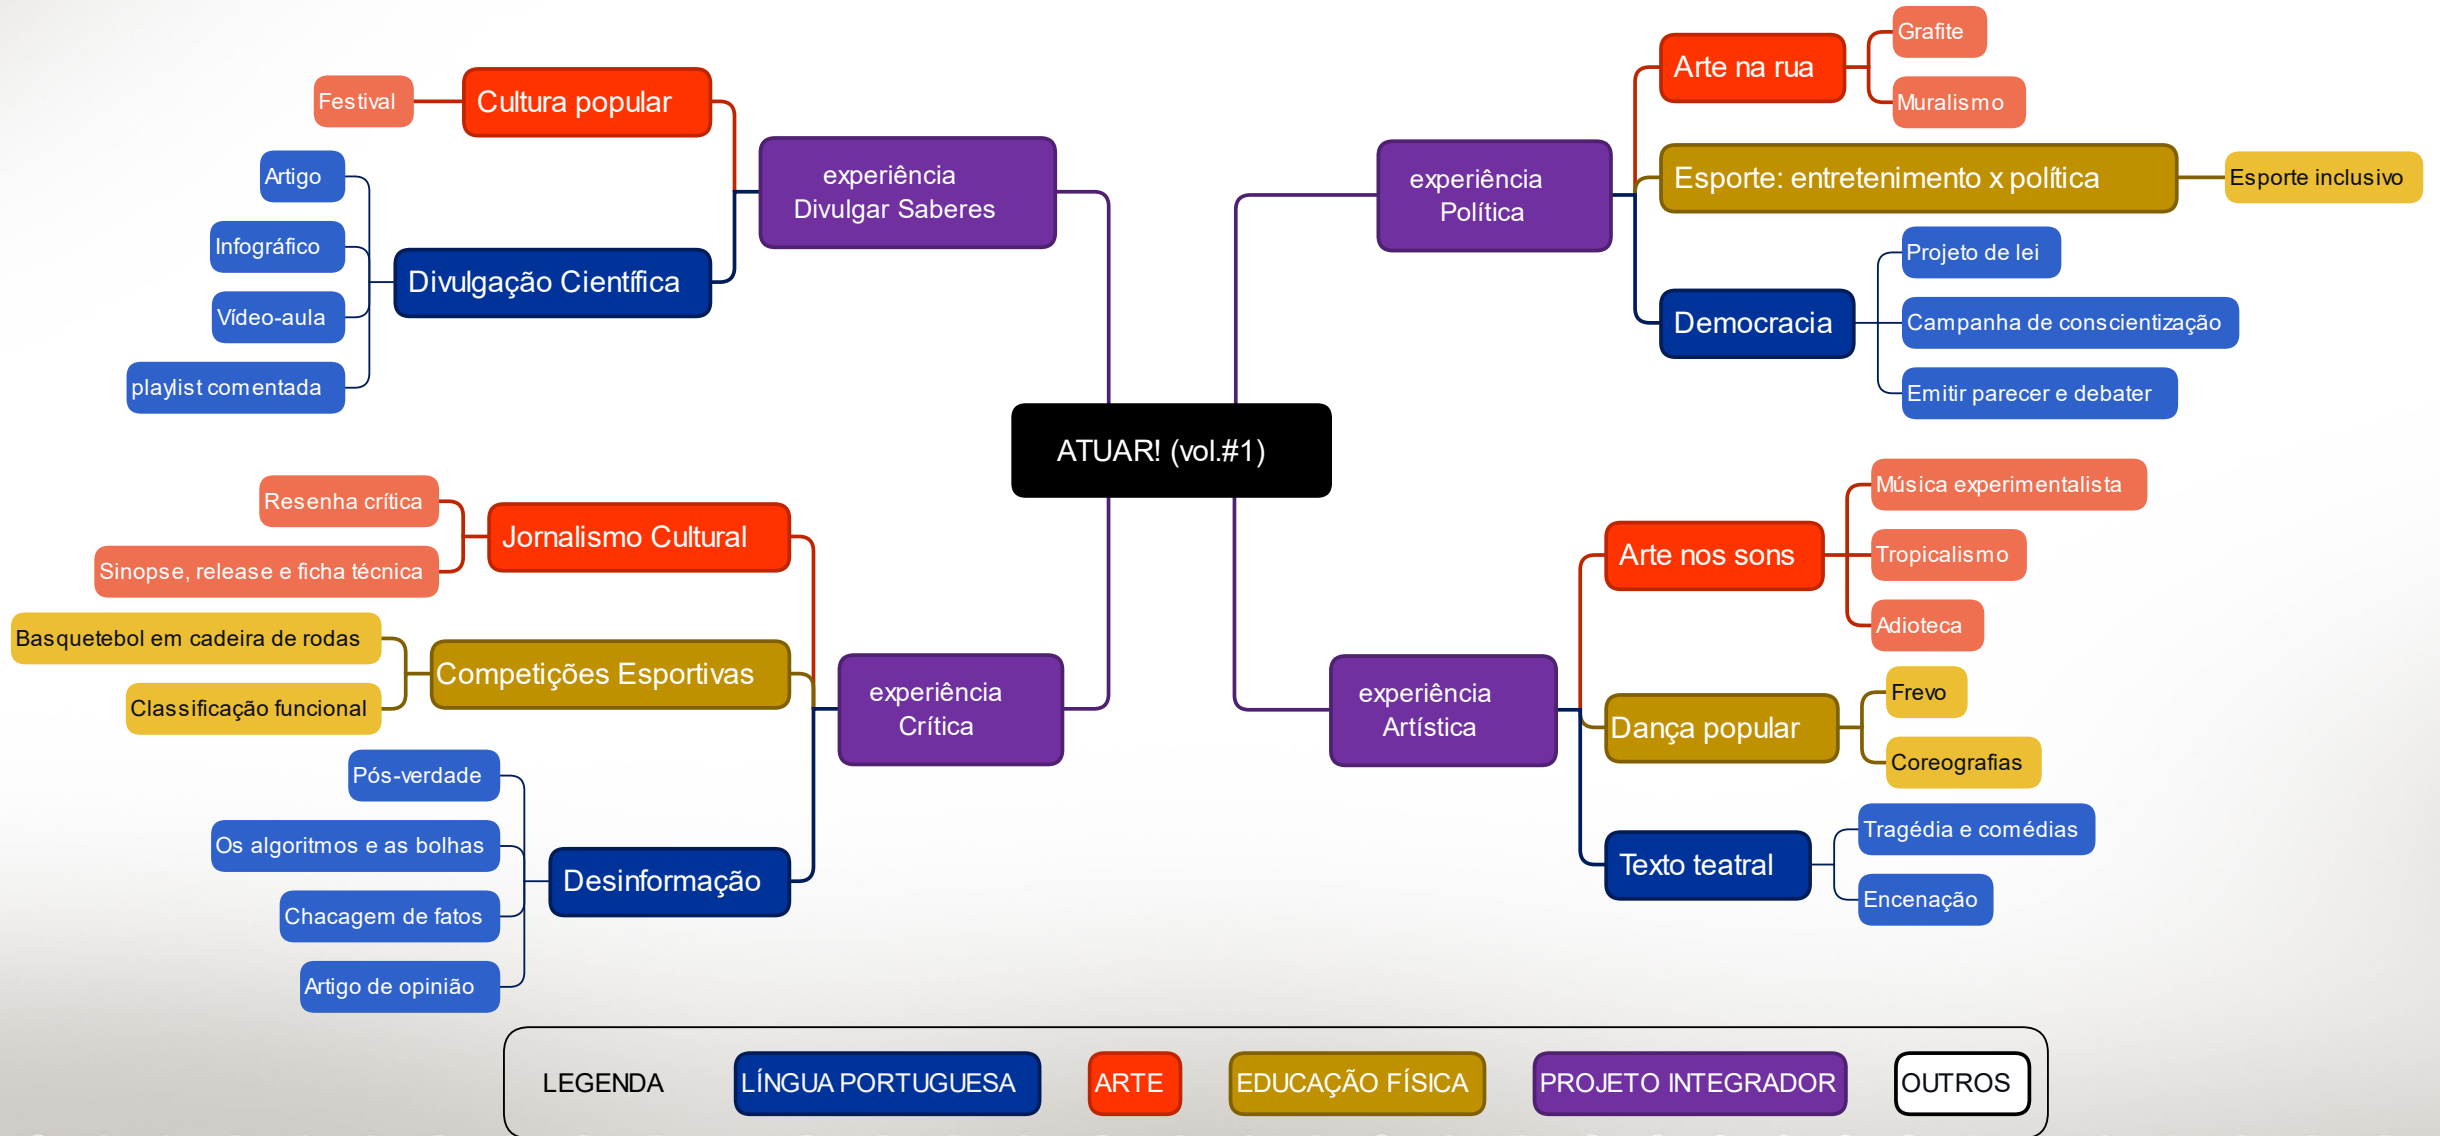 Festival
Cultura popular
experiência
Divulgar Saberes
Artigo
Infográfico
Vídeo-aula
playlist comentada
Divulgação Científica
Grafite
Muralismo
Arte na rua
experiência
Política
Esporte: entretenimento x política
Esporte inclusivo
Projeto de lei
Campanha de conscientização
Emitir parecer e debater
Democracia
ATUAR! (vol.#1)
Resenha crítica
Sinopse, release e ficha técnica
Jornalismo Cultural
Basquetebol em cadeira de rodas
Classificação funcional
Competições Esportivas
experiência
Crítica
Pós-verdade
Os algoritmos e as bolhas
Chacagem de fatos
Artigo de opinião
Desinformação
Música experimentalista
Tropicalismo
Adioteca
Arte nos sons
experiência
Artística
Dança popular
Frevo
Coreografias
Texto teatral
Tragédia e comédias
Encenação
LEGENDA
LÍNGUA PORTUGUESA
ARTE
EDUCAÇÃO FÍSICA
PROJETO INTEGRADOR
OUTROS